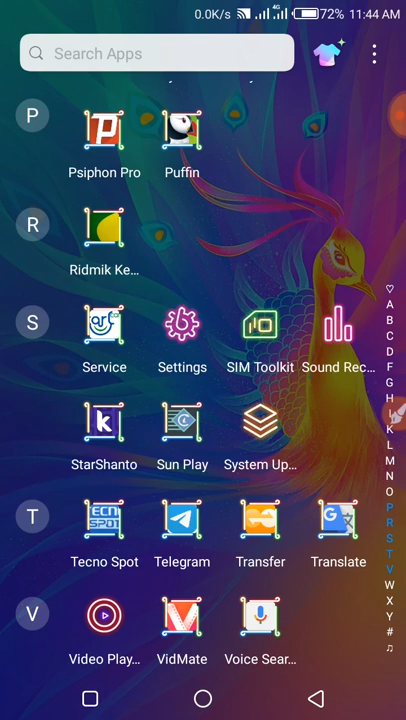 0.0K/s 4G 72% 11:44 AM
Search Apps
P
Psiphon Pro Puffin
R
Ridmik Ke...
S
Service Settings SIM Toolkit Sound Rec...
StarShanto Sun Play System Up...
T
Tecno Spot Telegram Transfer Translate
V
Video Play... VidMate Voice Sear...
A
B
C
D
E
F
G
H
K
L
M
N
O
P
R
S
T
V
W
X
Y
#